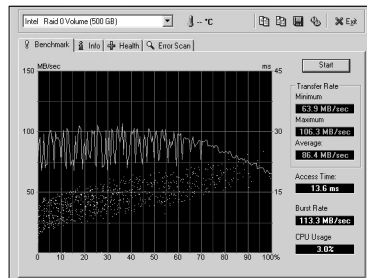 Intel Raid 0 Volume (500 GB)
-- °C
Exit
Benchmark
Info
Health
Error Scan
Start
MB/sec
ms
150
45
100
30
50
15
0 10 20 30 40 50 60 70 80 90 100%
Transfer Rate
Minimum
63.9 MB/sec
Maximum
106.3 MB/sec
Average:
86.4 MB/sec
Access Time:
13.6 ms
Burst Rate
113.3 MB/sec
CPU Usage
3.0%